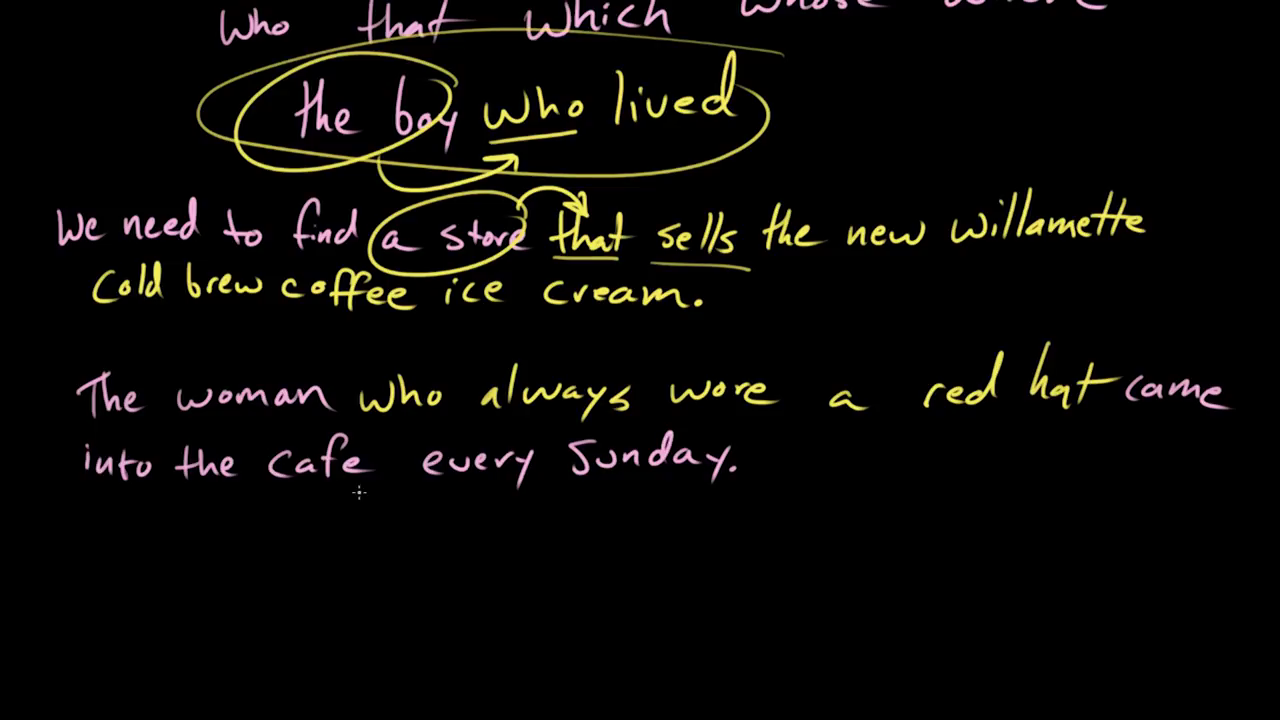 who that which whose where
the boy who lived
We need to find a store that sells the new willamette
cold brew coffee ice cream.
The woman who always wore a red hat came
into the cafe every Sunday.